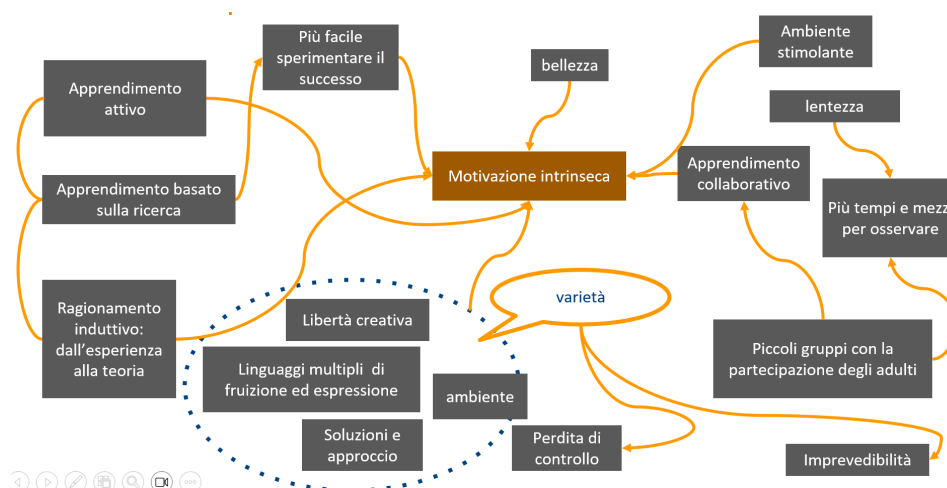 Più facile
sperimentare il
successo
Ambiente
stimolante
bellezza
Apprendimento
attivo
lentezza
Motivazione intrinseca
Apprendimento
collaborativo
Apprendimento basato
sulla ricerca
Più tempi e mezz
per osservare
varietà
Ragionamento
induttivo:
dall'esperienza
alla teoria
Libertà creativa
Piccoli gruppi con la
partecipazione degli adulti
Linguaggi multipli di
fruizione ed espressione
ambiente
Soluzioni e
approccio
Perdita di
controllo
Imprevedibilità